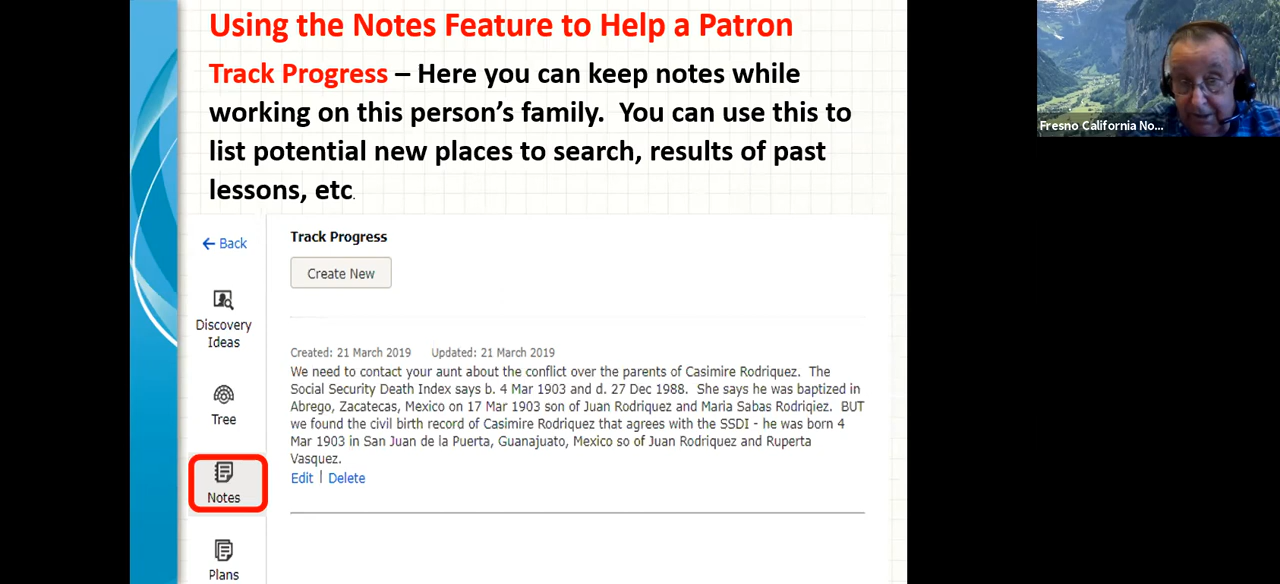 Using the Notes Feature to Help a Patron
Track Progress – Here you can keep notes while
working on this person's family.  You can use this to
list potential new places to search, results of past
lessons, etc.
Fresno California No...
← Back
Discovery
Ideas
Tree
Notes
Plans
Track Progress
Create New
Created: 21 March 2019    Updated: 21 March 2019
We need to contact your aunt about the conflict over the parents of Casimire Rodriquez.  The
Social Security Death Index says b. 4 Mar 1903 and d. 27 Dec 1988.  She says he was baptized in
Abrego, Zacatecas, Mexico on 17 Mar 1903 son of Juan Rodriquez and Maria Sabas Rodriqiez.  BUT
we found the civil birth record of Casimire Rodriquez that agrees with the SSDI - he was born 4
Mar 1903 in San Juan de la Puerta, Guanajuato, Mexico so of Juan Rodriquez and Ruperta
Vasquez.
Edit | Delete